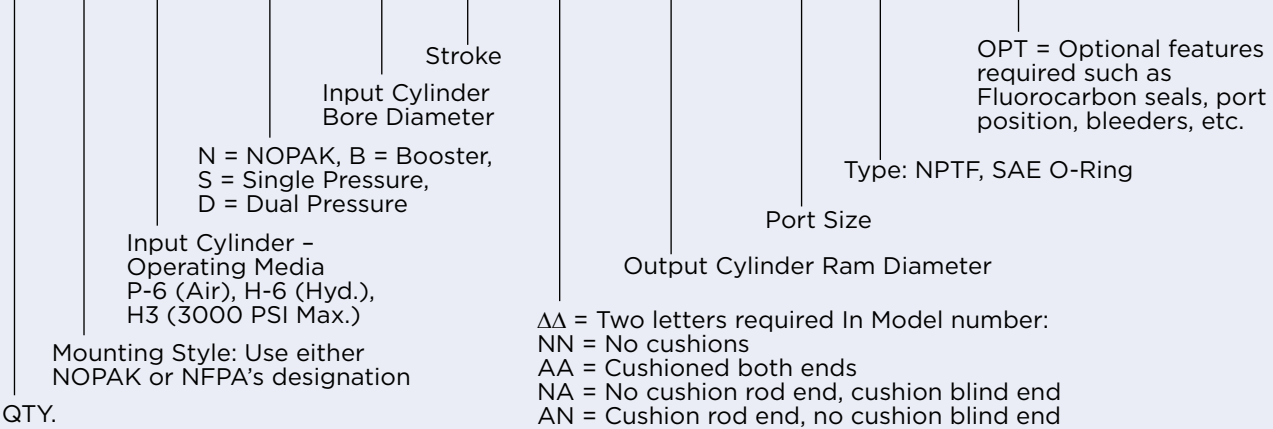 Stroke
Input Cylinder
Bore Diameter
N = NOPAK, B = Booster,
S = Single Pressure,
D = Dual Pressure
Input Cylinder –
Operating Media
P-6 (Air), H-6 (Hyd.),
H3 (3000 PSI Max.)
Mounting Style: Use either
NOPAK or NFPA's designation
QTY.
OPT = Optional features
required such as
Fluorocarbon seals, port
position, bleeders, etc.
Type: NPTF, SAE O-Ring
Port Size
Output Cylinder Ram Diameter
ΔΔ = Two letters required In Model number:
NN = No cushions
AA = Cushioned both ends
NA = No cushion rod end, cushion blind end
AN = Cushion rod end, no cushion blind end